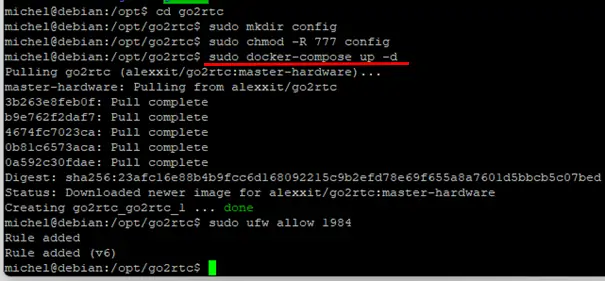 michel@debian:/opt$ cd go2rtc
michel@debian:/opt/go2rtc$ sudo mkdir config
michel@debian:/opt/go2rtc$ sudo chmod -R 777 config
michel@debian:/opt/go2rtc$ sudo docker-compose up -d
Pulling go2rtc (alexxit/go2rtc:master-hardware)...
master-hardware: Pulling from alexxit/go2rtc
3b263e8feb0f: Pull complete
b9e762f2daf7: Pull complete
4674fc7023ca: Pull complete
0b81c6573aca: Pull complete
0a592c30fdae: Pull complete
Digest: sha256:23afc16e88b4b9fcc6d168092215c9b2efd78e69f655a8a7601d5bbcb5c07bed
Status: Downloaded newer image for alexxit/go2rtc:master-hardware
Creating go2rtc_go2rtc_1 ... done
michel@debian:/opt/go2rtc$ sudo ufw allow 1984
Rule added
Rule added (v6)
michel@debian:/opt/go2rtc$